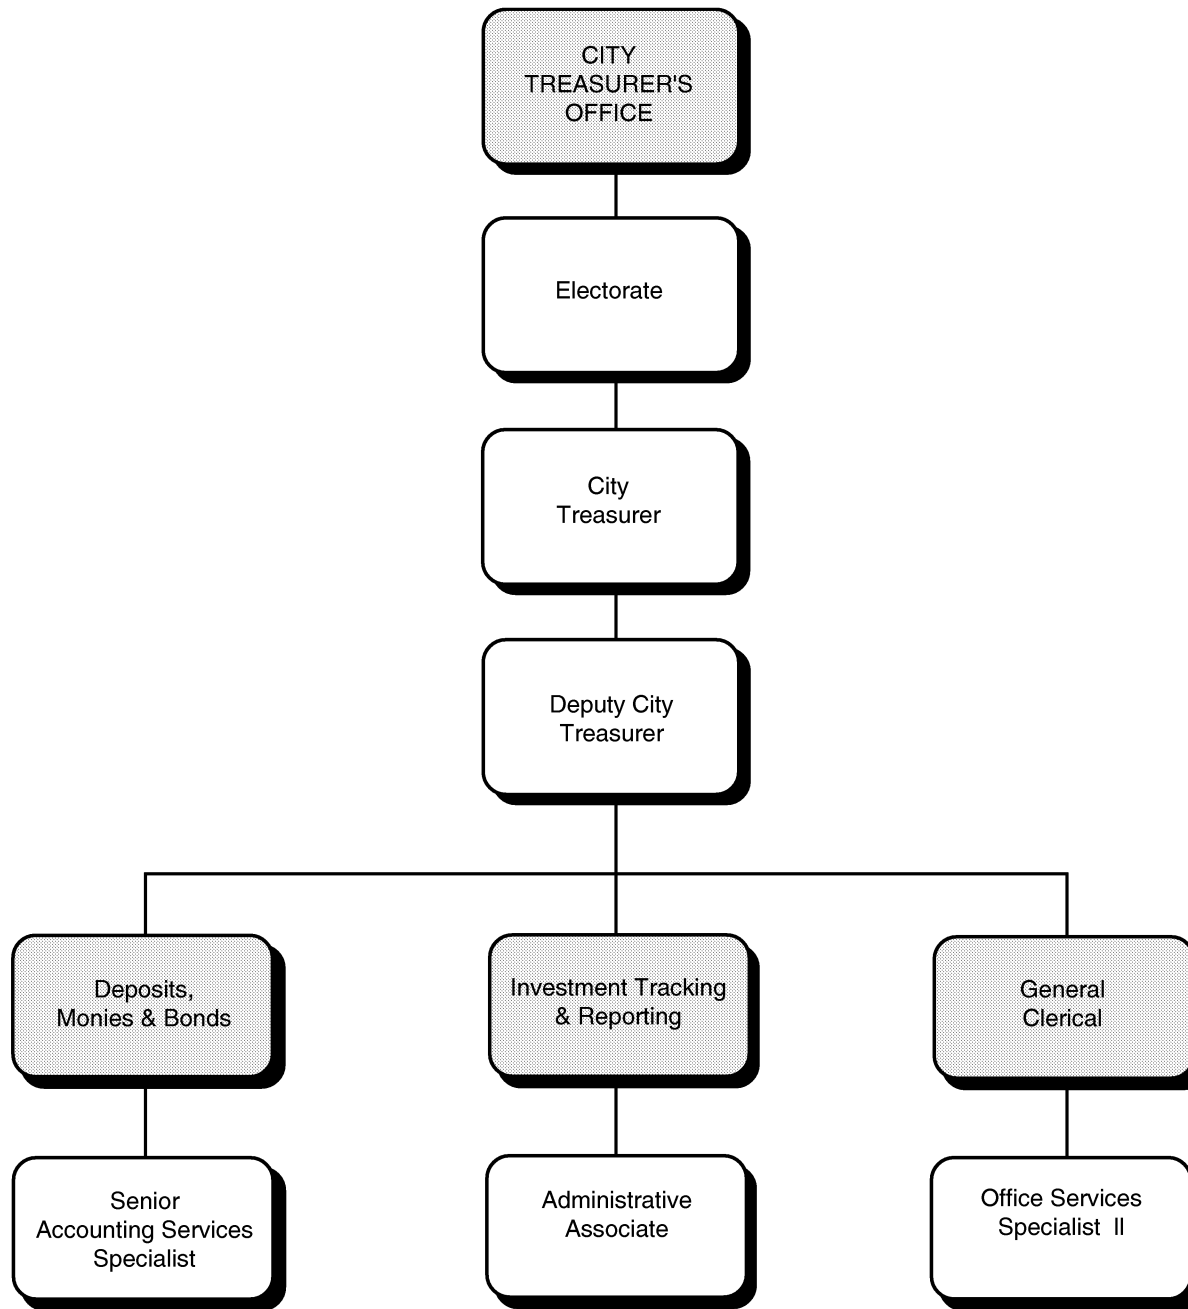 CITY
TREASURER'S
OFFICE
Electorate
City
Treasurer
Deputy City
Treasurer
Deposits,
Monies & Bonds
Investment Tracking
& Reporting
General
Clerical
Senior
Accounting Services
Specialist
Administrative
Associate
Office Services
Specialist II